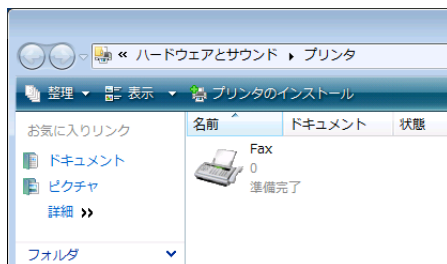 « ハードウェアとサウンド ▸ プリンタ
整理 ▼ 表示 ▼ プリンタのインストール
お気に入りリンク
ドキュメント
ピクチャ
詳細 »
フォルダ
名前 ドキュメント 状態
Fax
0
準備完了